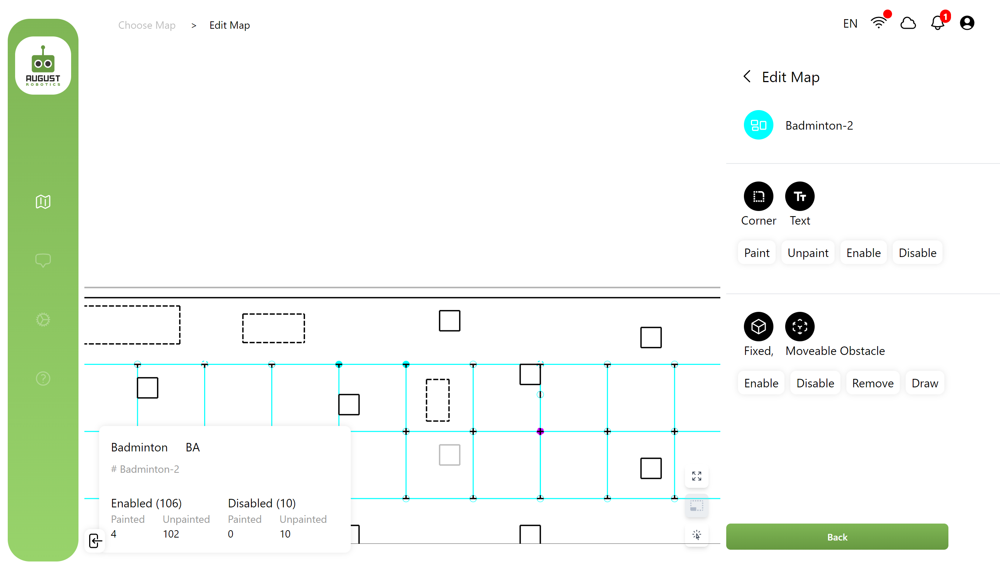 Choose Map > Edit Map
EN
1
AUGUST
ROBOTICS
Edit Map
Badminton-2
Corner Text
Paint Unpaint Enable Disable
Fixed, Moveable Obstacle
Enable Disable Remove Draw
Badminton BA
# Badminton-2
Enabled (106) Disabled (10)
Painted Unpainted Painted Unpainted
4 102 0 10
Back